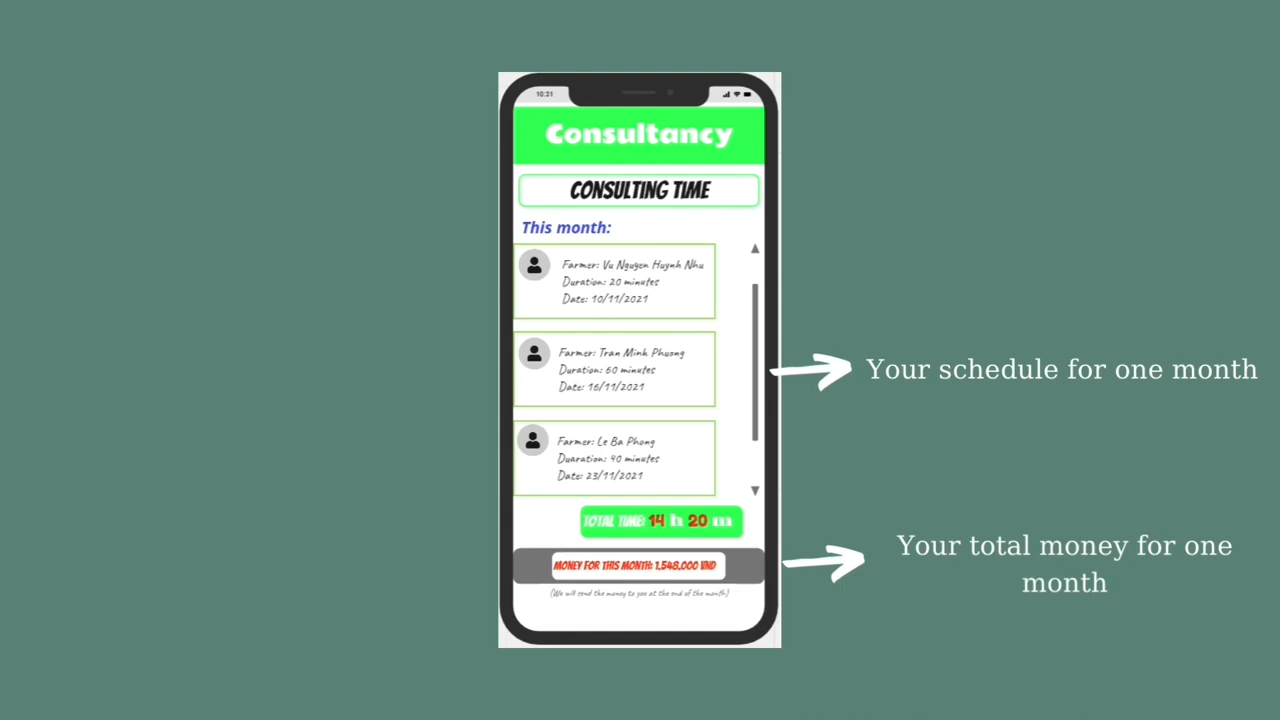 10:31
Consultancy
CONSULTING TIME
This month:
Farmer: Vu Nguyen Huynh Nhu
Duration: 20 minutes
Date: 10/11/2021
Farmer: Tran Minh Phuong
Duration: 60 minutes
Date: 16/11/2021
Your schedule for one month
Farmer: Le Ba Phong
Duaration: 40 minutes
Date: 23/11/2021
TOTAL TIME: 14 h 20 m
MONEY FOR THIS MONTH: 1,548,000 VND
(We will send the money to you at the end of the month)
Your total money for one
month